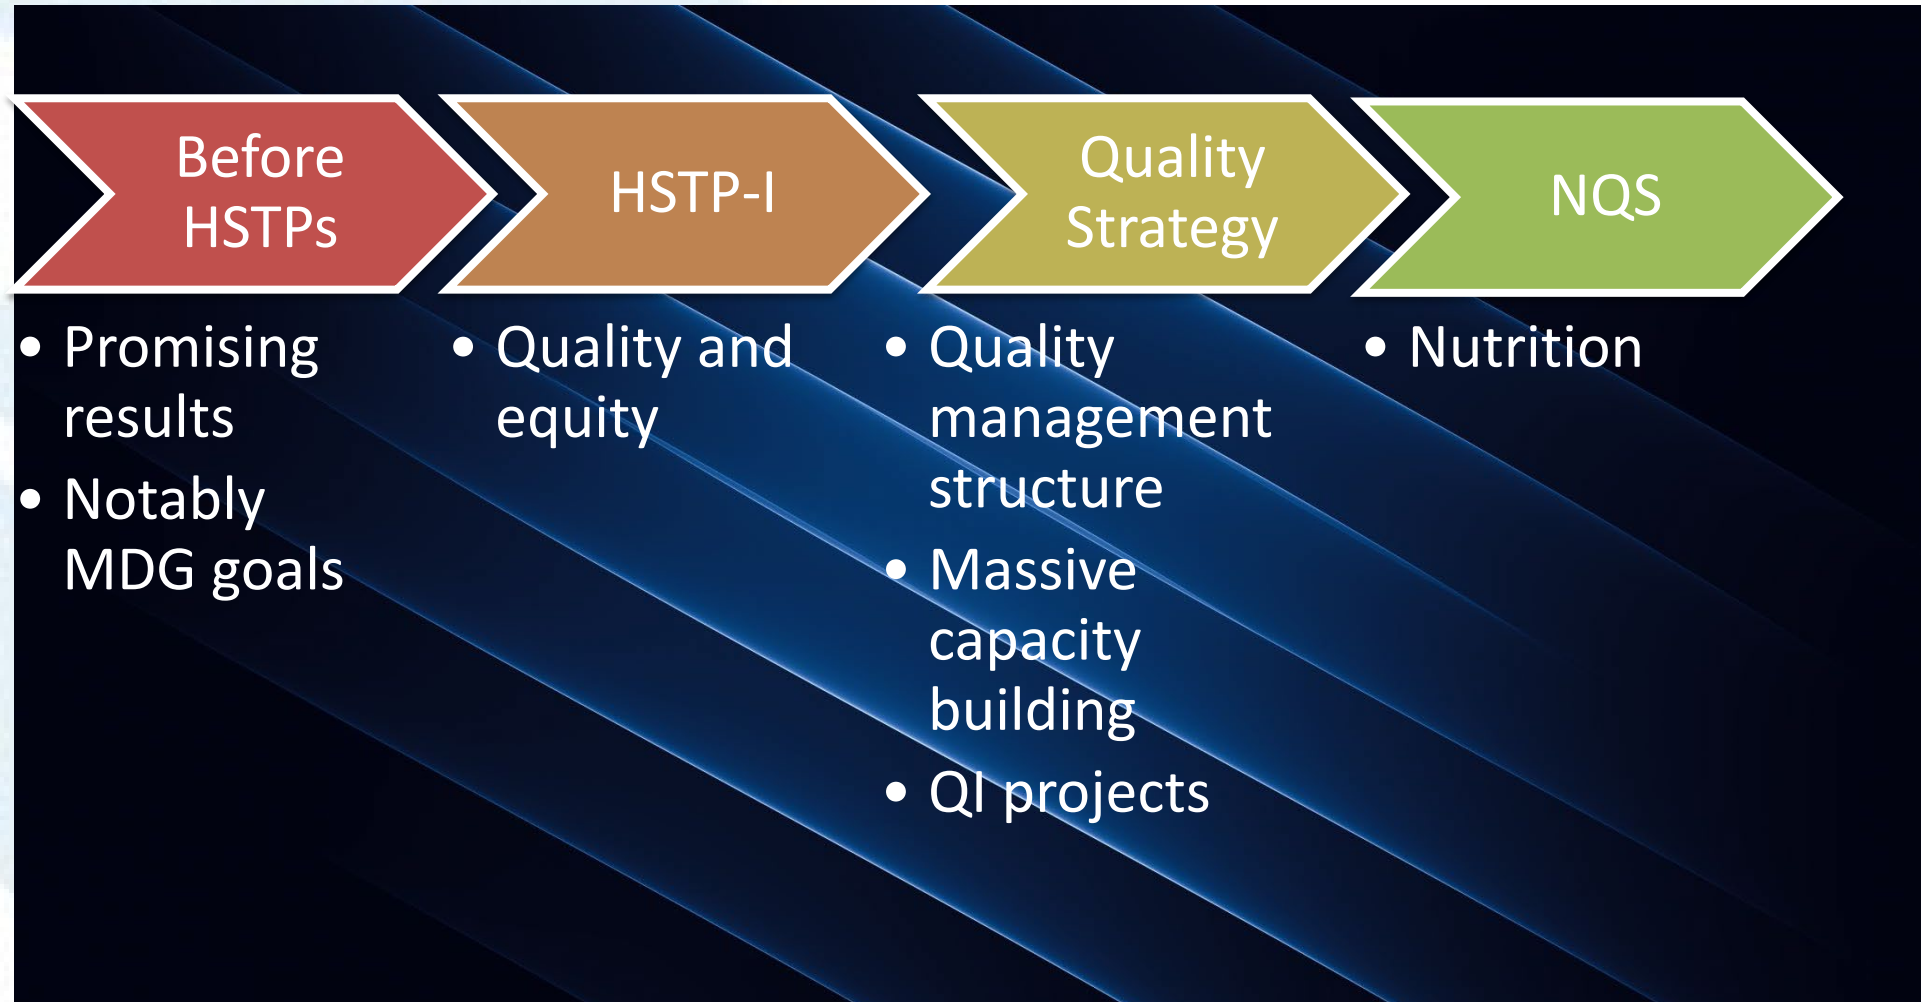 Before
HSTPs
HSTP-I
Quality
Strategy
NQS
• Promising
results
• Notably
MDG goals
• Quality and
equity
• Quality
management
structure
• Massive
capacity
building
• QI projects
• Nutrition